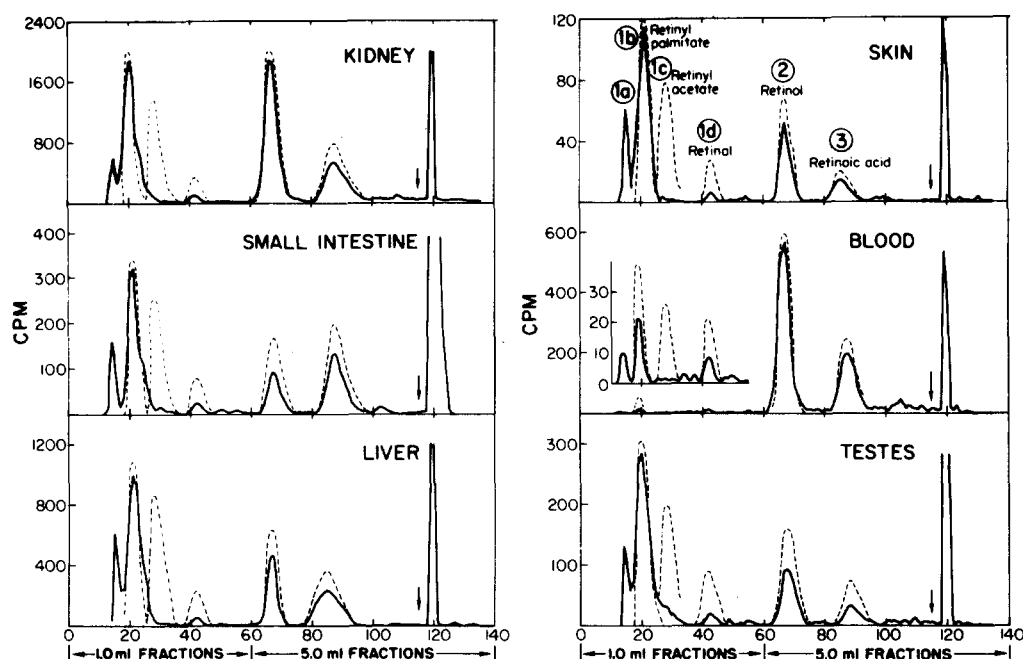 2400
1600
800
KIDNEY
400
300
200
100
SMALL INTESTINE
CPM
1200
800
400
LIVER
0 20 40 60 80 100 120 140
1.0 ml FRACTIONS
5.0 ml FRACTIONS
120
80
40
1a
1b Retinyl palmitate
1c Retinyl acetate
1d
Retinal
2
Retinol
3
Retinoic acid
SKIN
600
400
200
30
20
10
0
BLOOD
CPM
300
200
100
TESTES
0 20 40 60 80 100 120 140
1.0 ml FRACTIONS
5.0 ml FRACTIONS